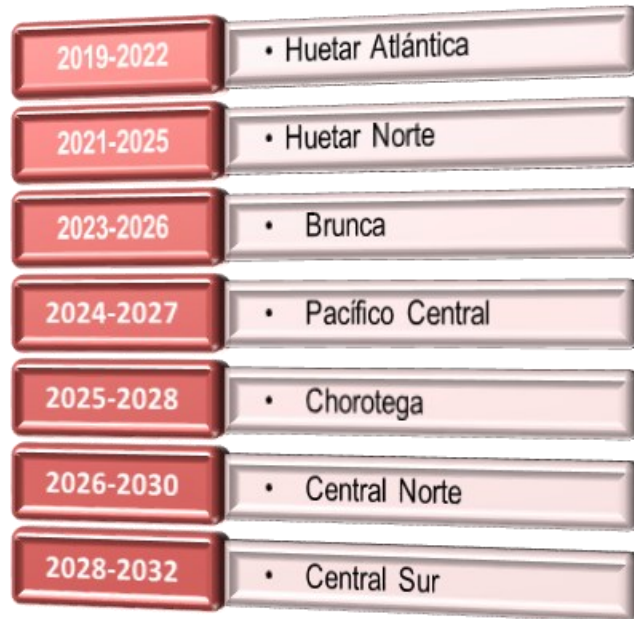 2019-2022 • Huetar Atlántica
2021-2025 • Huetar Norte
2023-2026 • Brunca
2024-2027 • Pacífico Central
2025-2028 • Chorotega
2026-2030 • Central Norte
2028-2032 • Central Sur